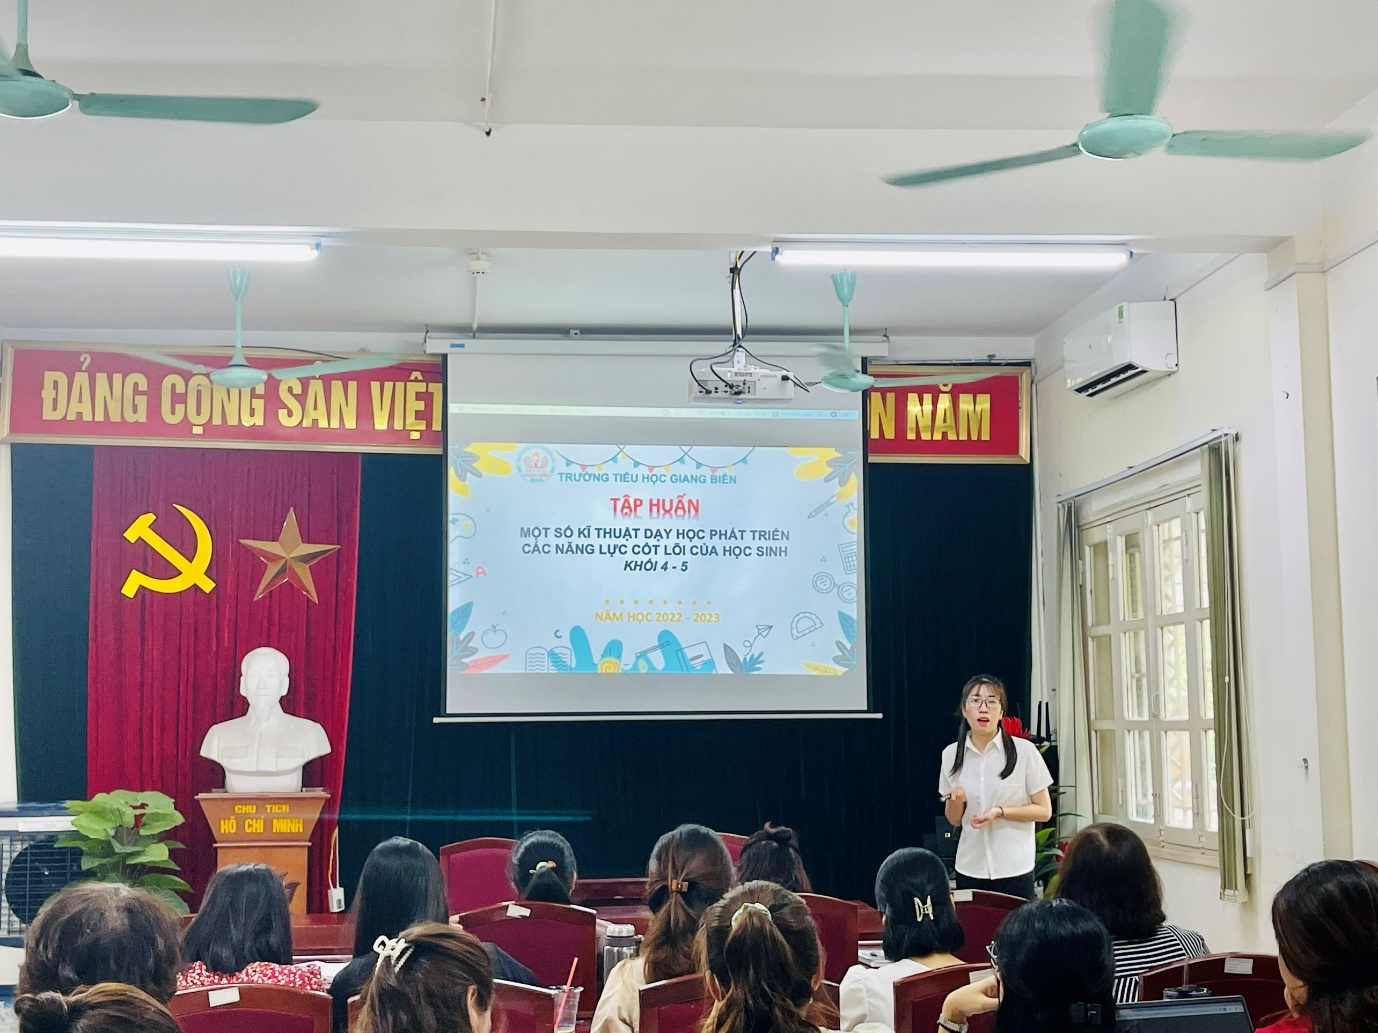 ĐẢNG CỘNG SẢN VIỆT
N NĂM
TRƯỜNG TIỂU HỌC GIANG BIÊN
TẬP HUẤN
MỘT SỐ KĨ THUẬT DẠY HỌC PHÁT TRIỂN
CÁC NĂNG LỰC CỐT LÕI CỦA HỌC SINH
KHỐI 4 - 5
NĂM HỌC 2022 - 2023
CHỦ TỊCH
HỒ CHÍ MINH